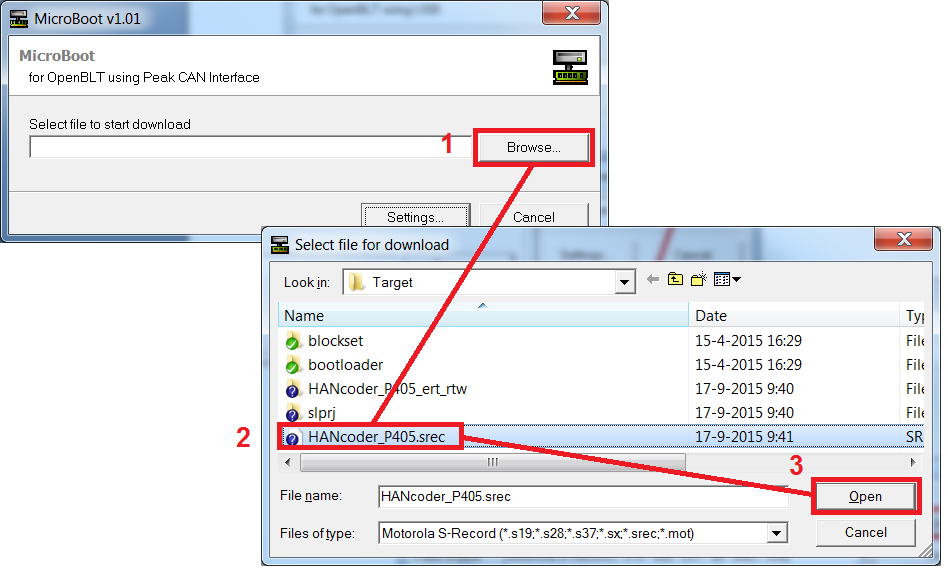 MicroBoot v1.01
MicroBoot
for OpenBLT using Peak CAN Interface
Select file to start download
1
Browse...
Settings...
Cancel
Select file for download
Look in:
Target
Name
Date
Typ
blockset
15-4-2015 16:29
File
bootloader
15-4-2015 16:29
File
HANcoder_P405_ert_rtw
17-9-2015 9:40
File
slprj
17-9-2015 9:40
File
2
HANcoder_P405.srec
17-9-2015 9:41
SR
3
File name:
HANcoder_P405.srec
Open
Files of type:
Motorola S-Record (*.s19;*.s28;*.s37;*.sx;*.srec;*.mot)
Cancel